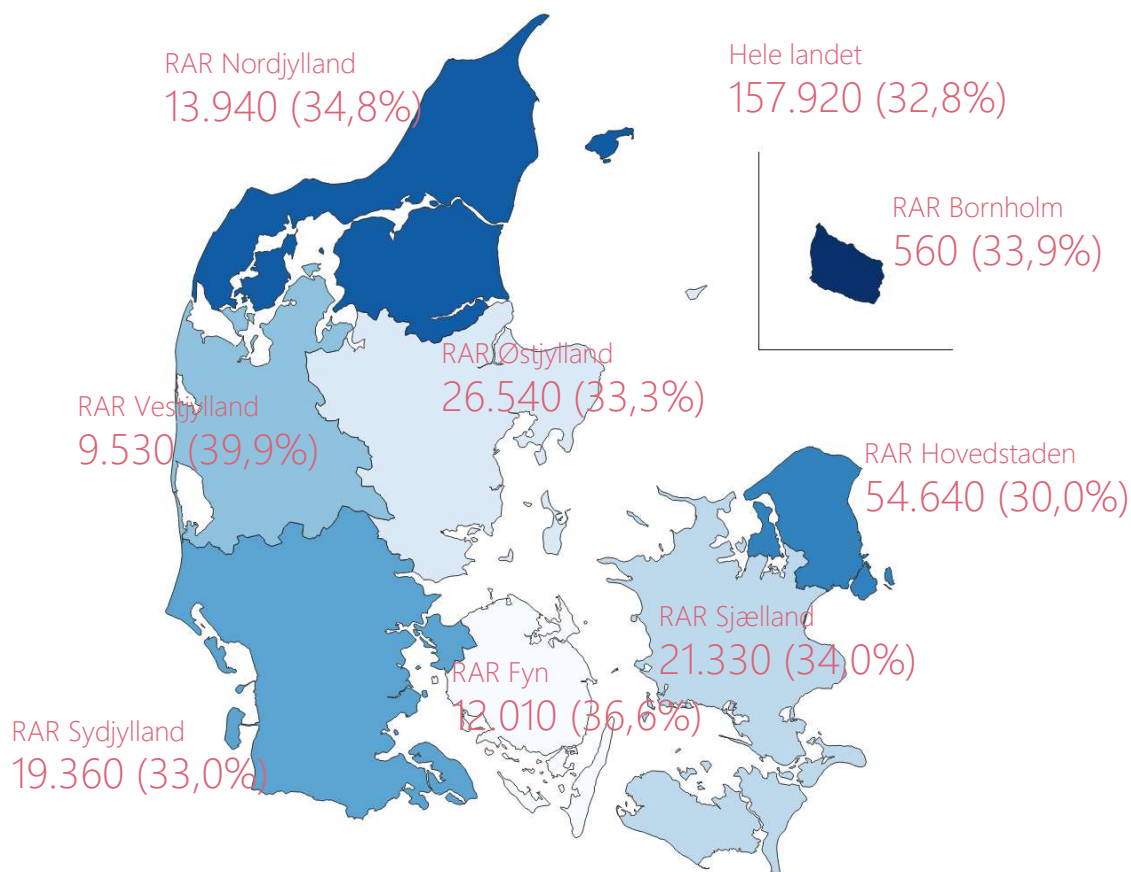 RAR Nordjylland
13.940 (34,8%)
Hele landet
157.920 (32,8%)
RAR Bornholm
560 (33,9%)
RAR Østjylland
26.540 (33,3%)
RAR Vestjylland
9.530 (39,9%)
RAR Hovedstaden
54.640 (30,0%)
RAR Sjælland
21.330 (34,0%)
RAR Fyn
12.010 (36,6%)
RAR Sydjylland
19.360 (33,0%)